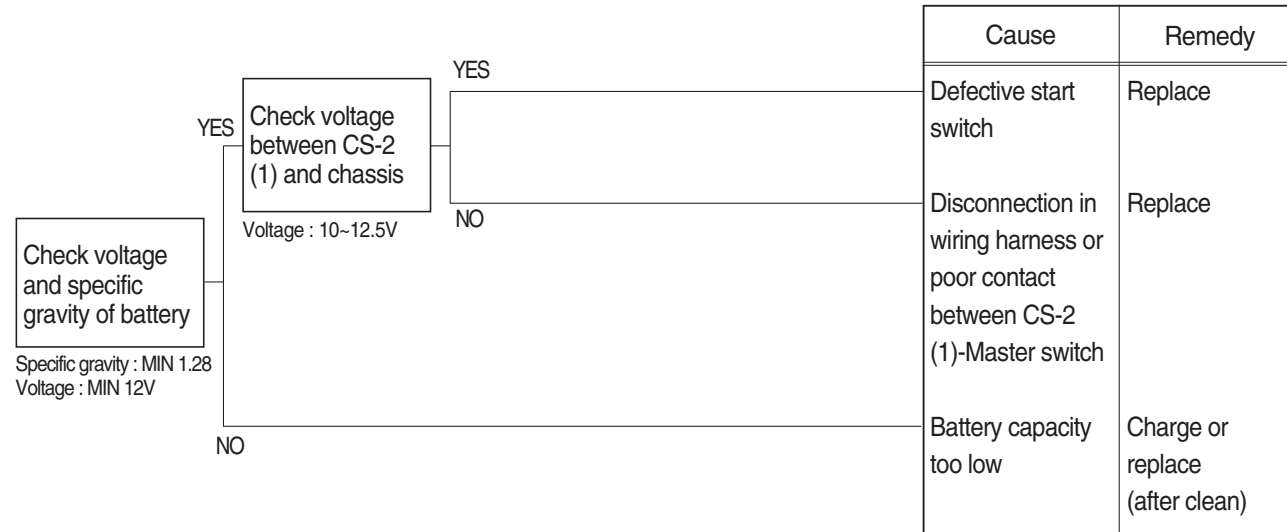 Cause
Remedy
YES
Defective start
switch
Replace
YES
Check voltage
between CS-2
(1) and chassis
Voltage : 10~12.5V
NO
Disconnection in
wiring harness or
poor contact
between CS-2
(1)-Master switch
Replace
Check voltage
and specific
gravity of battery
Specific gravity : MIN 1.28
Voltage : MIN 12V
NO
Battery capacity
too low
Charge or
replace
(after clean)